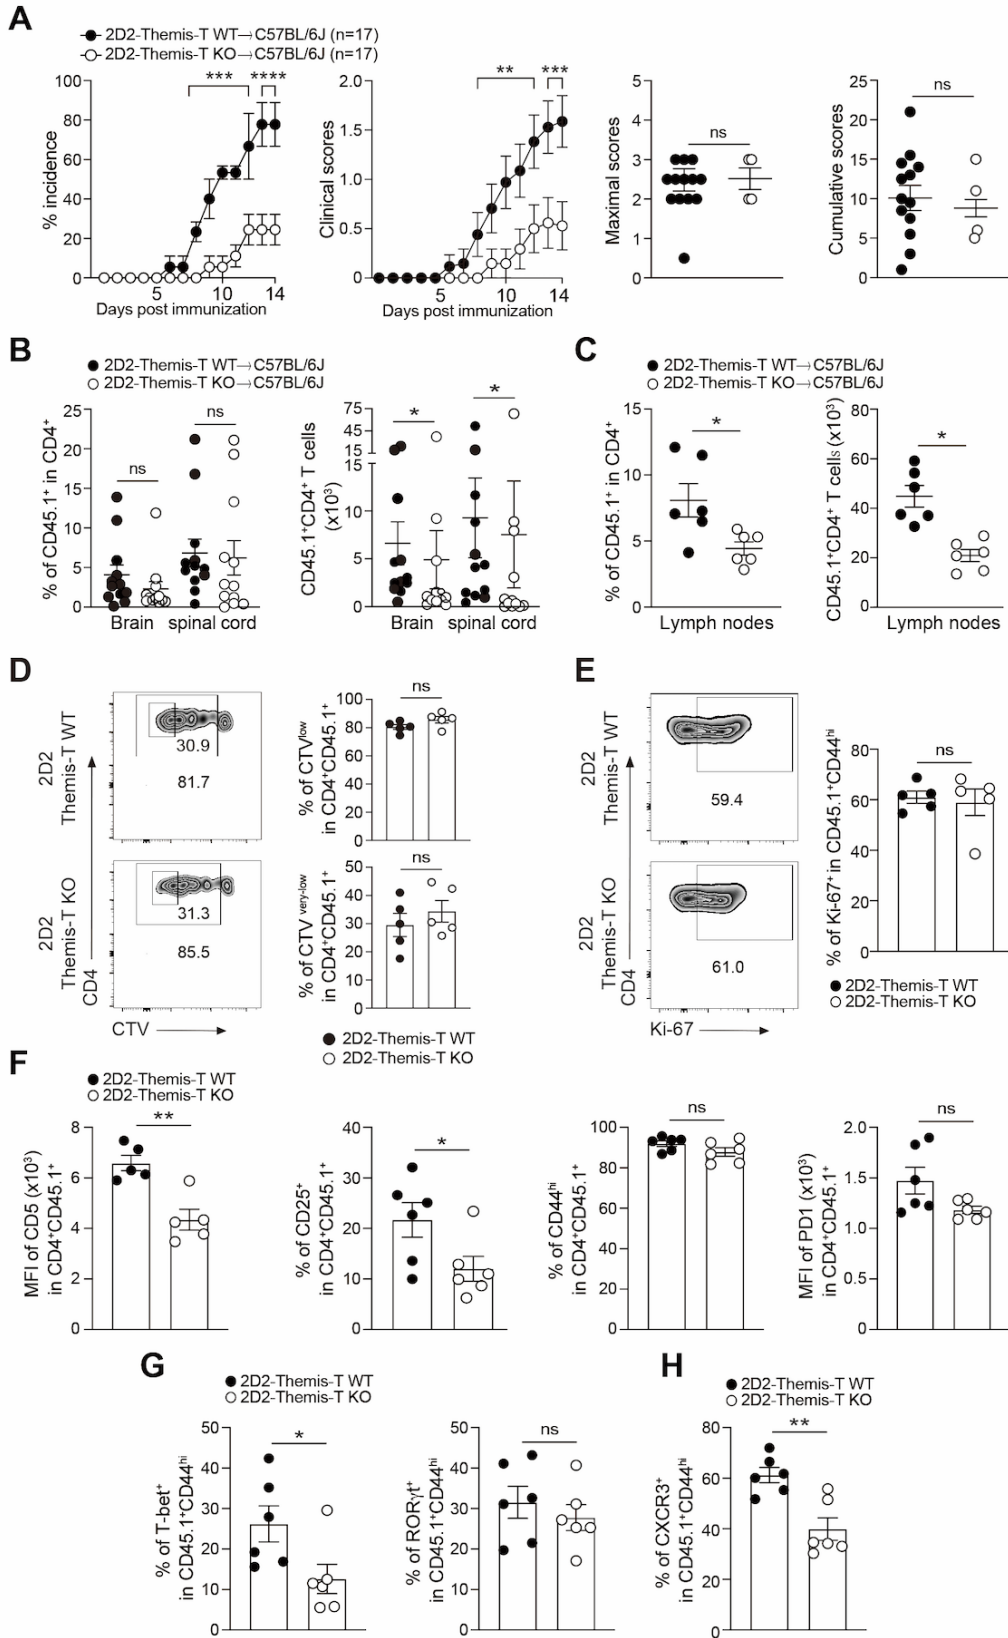 A
2D2-Themis-T WT→C57BL/6J (n=17)
2D2-Themis-T KO→C57BL/6J (n=17)
% incidence
100
80
60
40
20
0
*** ****
5 10 14
Days post immunization
Clinical scores
2.0
1.5
1.0
0.5
0
** ***
5 10 14
Days post immunization
Maximal scores
5
4
3
2
1
0
ns
Cumulative scores
25
20
15
10
5
0
ns
B
2D2-Themis-T WT→C57BL/6J
2D2-Themis-T KO→C57BL/6J
% of CD45.1⁺ in CD4⁺
25
20
15
10
5
0
ns ns
Brain spinal cord
CD45.1⁺CD4⁺ T cells
(x10³)
75
45
15
15
10
5
0
* *
Brain spinal cord
C
2D2-Themis-T WT→C57BL/6J
2D2-Themis-T KO→C57BL/6J
% of CD45.1⁺ in CD4⁺
15
10
5
0
*
Lymph nodes
CD45.1⁺CD4⁺ T cells (x10³)
80
60
40
20
0
*
Lymph nodes
D
2D2
Themis-T WT
30.9
81.7
2D2
Themis-T KO
31.3
85.5
CD4
CTV
% of CTVˡᵒʷ
in CD4⁺CD45.1⁺
100
80
60
40
20
0
ns
% of CTV ᵛᵉʳʸ⁻ˡᵒʷ
in CD4⁺CD45.1⁺
50
40
30
20
10
0
ns
2D2-Themis-T WT
2D2-Themis-T KO
E
2D2
Themis-T WT
59.4
2D2
Themis-T KO
61.0
CD4
Ki-67
% of Ki-67⁺ in CD45.1⁺CD44ʰⁱ
80
60
40
20
0
ns
2D2-Themis-T WT
2D2-Themis-T KO
F
2D2-Themis-T WT
2D2-Themis-T KO
MFI of CD5 (x10³)
in CD4⁺CD45.1⁺
8
6
4
2
0
**
% of CD25⁺
in CD4⁺CD45.1⁺
40
30
20
10
0
*
% of CD44ʰⁱ
in CD4⁺CD45.1⁺
100
80
60
40
20
0
ns
MFI of PD1 (x10³)
in CD4⁺CD45.1⁺
2.0
1.5
1.0
0.5
0
ns
G
2D2-Themis-T WT
2D2-Themis-T KO
% of T-bet⁺
in CD45.1⁺CD44ʰⁱ
50
40
30
20
10
0
*
% of RORγt⁺
in CD45.1⁺CD44ʰⁱ
50
40
30
20
10
0
ns
H
2D2-Themis-T WT
2D2-Themis-T KO
% of CXCR3⁺
in CD45.1⁺CD44ʰⁱ
80
60
40
20
0
**